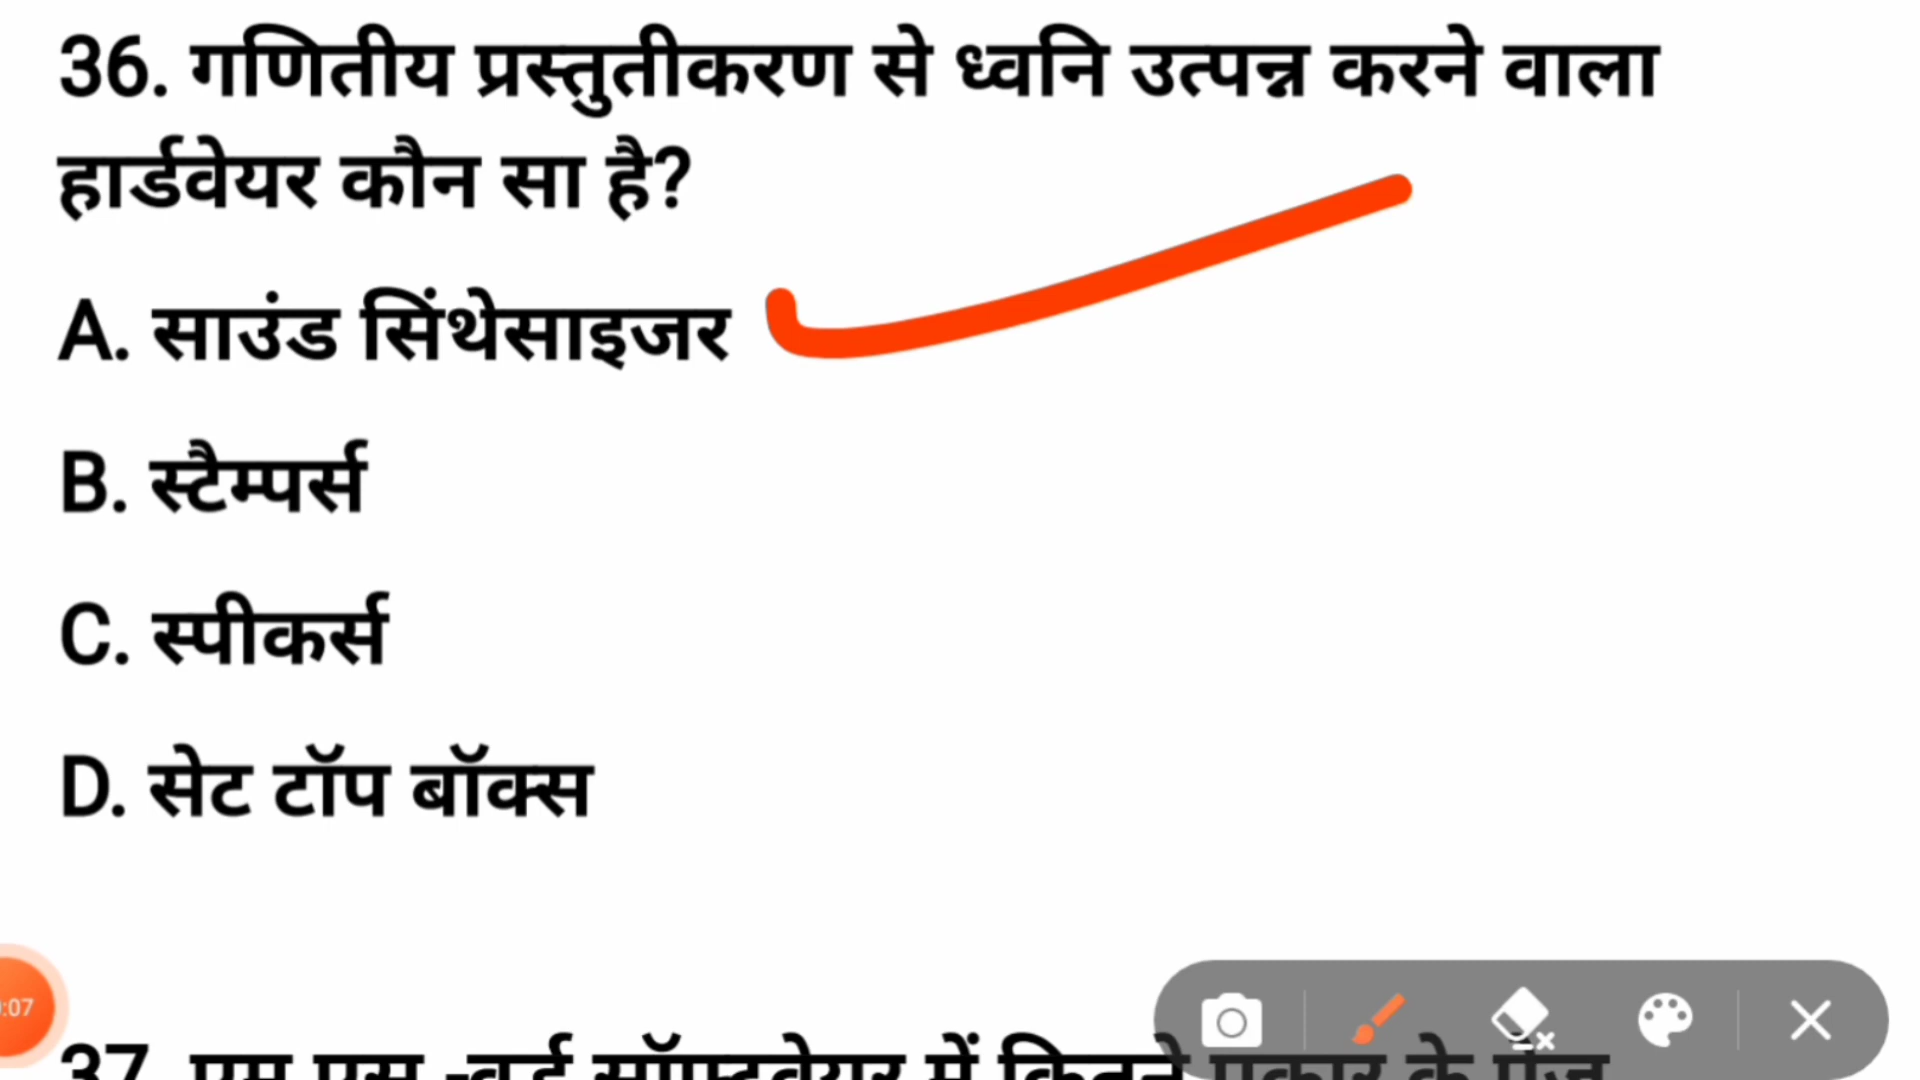 36. गणितीय प्रस्तुतीकरण से ध्वनि उत्पन्न करने वाला
हार्डवेयर कौन सा है?
A. साउंड सिंथेसाइजर
B. स्टैम्पर्स
C. स्पीकर्स
D. सेट टॉप बॉक्स
:07
37. एम एस -वर्ड सॉफ्टवेयर में कितने प्रकार के पेज